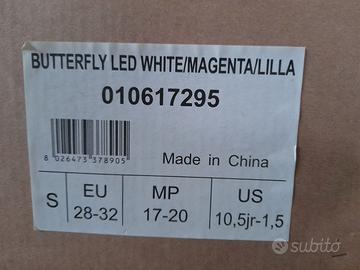 BUTTERFLY LED WHITE/MAGENTA/LILLA
010617295
8 026473 378905
Made in China
S
EU
28-32
MP
17-20
US
10,5jr-1,5
subito